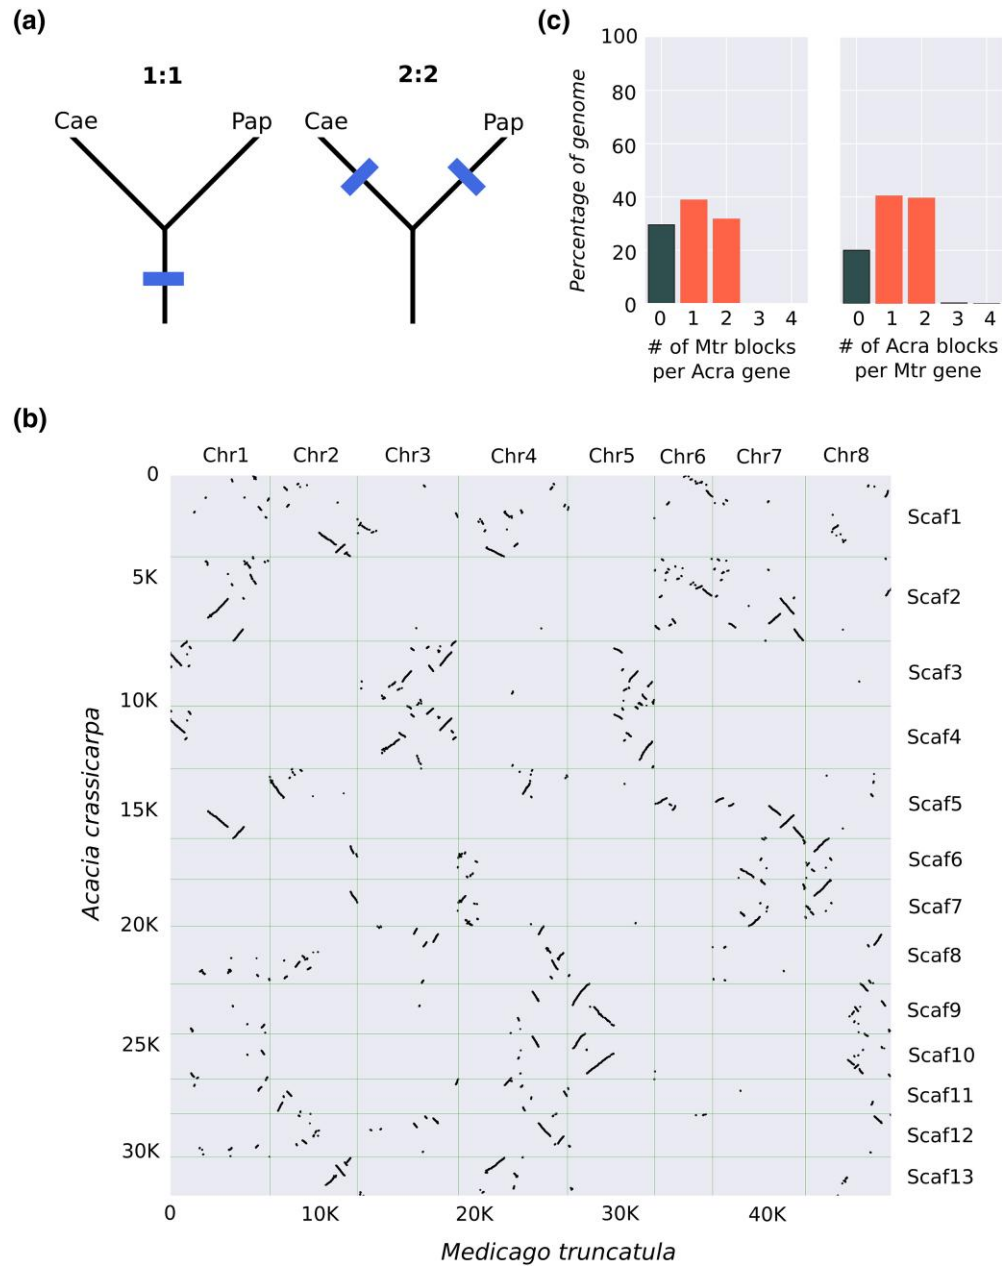 (a)
1:1
2:2
Cae
Pap
Cae
Pap
(c)
Percentage of genome
100
80
60
40
20
0
0 1 2 3 4
# of Mtr blocks
per Acra gene
0 1 2 3 4
# of Acra blocks
per Mtr gene
(b)
Chr1 Chr2 Chr3 Chr4 Chr5 Chr6 Chr7 Chr8
Acacia crassicarpa
0
5K
10K
15K
20K
25K
30K
Scaf1
Scaf2
Scaf3
Scaf4
Scaf5
Scaf6
Scaf7
Scaf8
Scaf9
Scaf10
Scaf11
Scaf12
Scaf13
0 10K 20K 30K 40K
Medicago truncatula